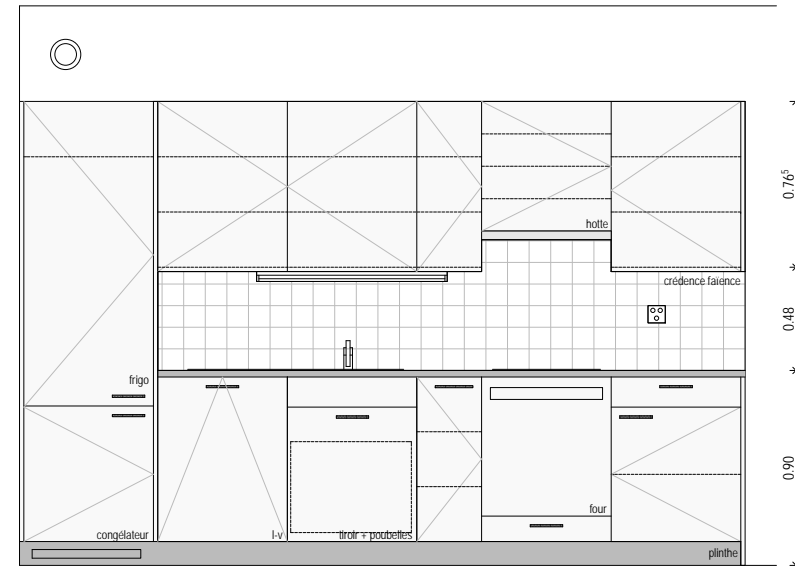 0.76⁵
hotte
crédence faïence
0.48
frigo
0.90
four
congélateur
l-v
tiroir + poubelles
plinthe